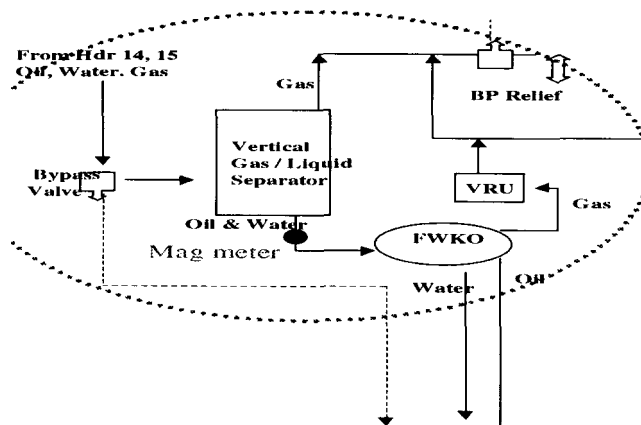 From Hdr 14, 15
Oil, Water. Gas
Gas
BP Relief
Vertical
Gas / Liquid
Separator
Bypass
Valve
VRU
Gas
Oil & Water
Mag meter
FWKO
Water
Oil